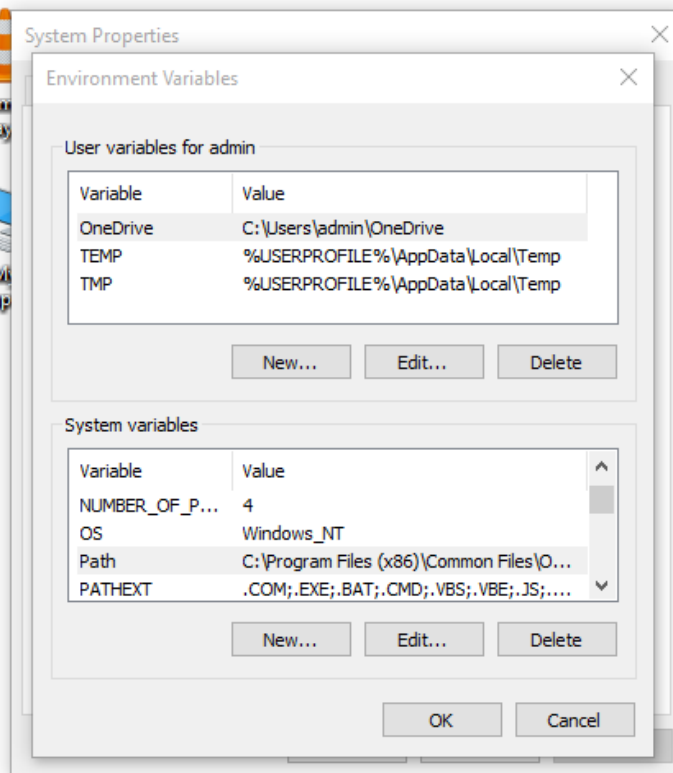 System Properties
Environment Variables
User variables for admin
Variable Value
OneDrive C:\Users\admin\OneDrive
TEMP %USERPROFILE%\AppData\Local\Temp
TMP %USERPROFILE%\AppData\Local\Temp
New... Edit... Delete
System variables
Variable Value
NUMBER_OF_P... 4
OS Windows_NT
Path C:\Program Files (x86)\Common Files\O...
PATHEXT .COM;.EXE;.BAT;.CMD;.VBS;.VBE;.JS;....
New... Edit... Delete
OK Cancel